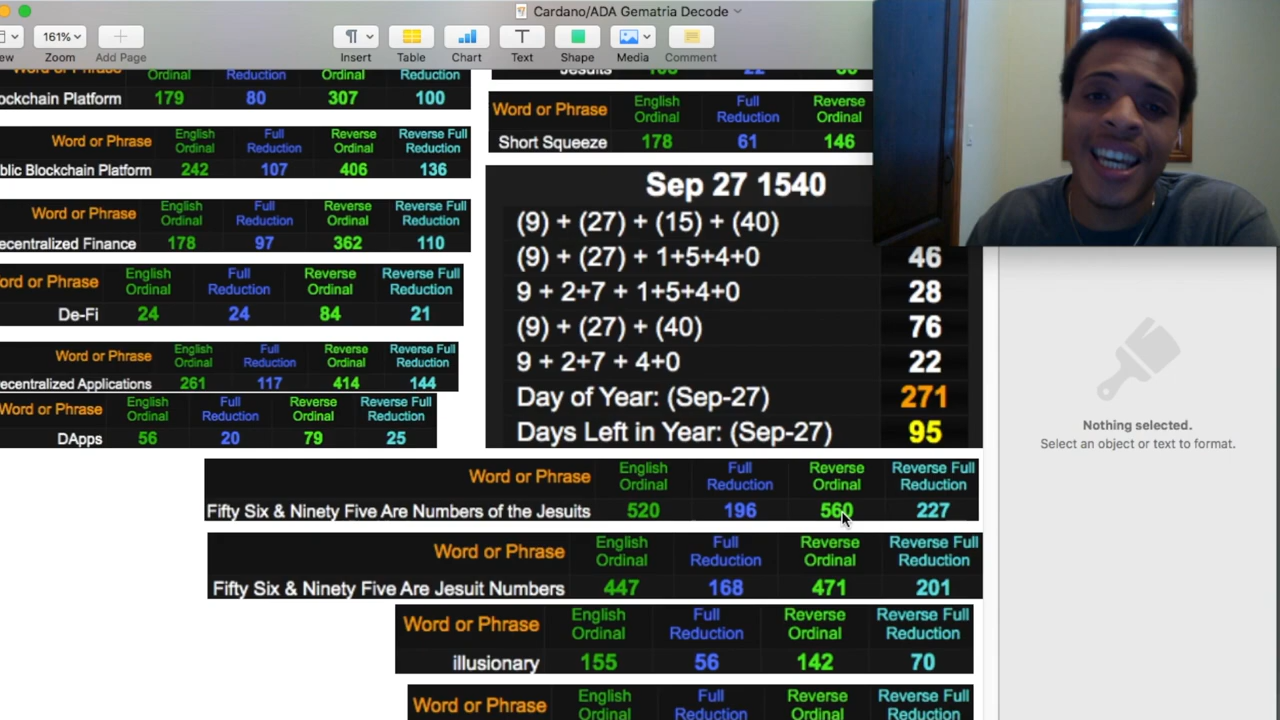 Cardano/ADA Gematria Decode
ew
161%
Zoom
Add Page
Insert
Table
Chart
Text
Shape
Media
Comment
Word or Phrase Ordinal Reduction Ordinal Reduction
ockchain Platform 179 80 307 100
Word or Phrase English Ordinal Full Reduction Reverse Ordinal Reverse Full Reduction
blic Blockchain Platform 242 107 406 136
Word or Phrase English Ordinal Full Reduction Reverse Ordinal Reverse Full Reduction
ecentralized Finance 178 97 362 110
ord or Phrase English Ordinal Full Reduction Reverse Ordinal Reverse Full Reduction
De-Fi 24 24 84 21
Word or Phrase English Ordinal Full Reduction Reverse Ordinal Reverse Full Reduction
ecentralized Applications 261 117 414 144
Word or Phrase English Ordinal Full Reduction Reverse Ordinal Reverse Full Reduction
DApps 56 20 79 25
Jesuits
Word or Phrase English Ordinal Full Reduction Reverse Ordinal
Short Squeeze 178 61 146
Sep 27 1540
(9) + (27) + (15) + (40)
(9) + (27) + 1+5+4+0 46
9 + 2+7 + 1+5+4+0 28
(9) + (27) + (40) 76
9 + 2+7 + 4+0 22
Day of Year: (Sep-27) 271
Days Left in Year: (Sep-27) 95
Word or Phrase English Ordinal Full Reduction Reverse Ordinal Reverse Full Reduction
Fifty Six & Ninety Five Are Numbers of the Jesuits 520 196 560 227
Word or Phrase English Ordinal Full Reduction Reverse Ordinal Reverse Full Reduction
Fifty Six & Ninety Five Are Jesuit Numbers 447 168 471 201
Word or Phrase English Ordinal Full Reduction Reverse Ordinal Reverse Full Reduction
illusionary 155 56 142 70
Word or Phrase English Ordinal Full Reduction Reverse Ordinal Reverse Full Reduction
Nothing selected.
Select an object or text to format.